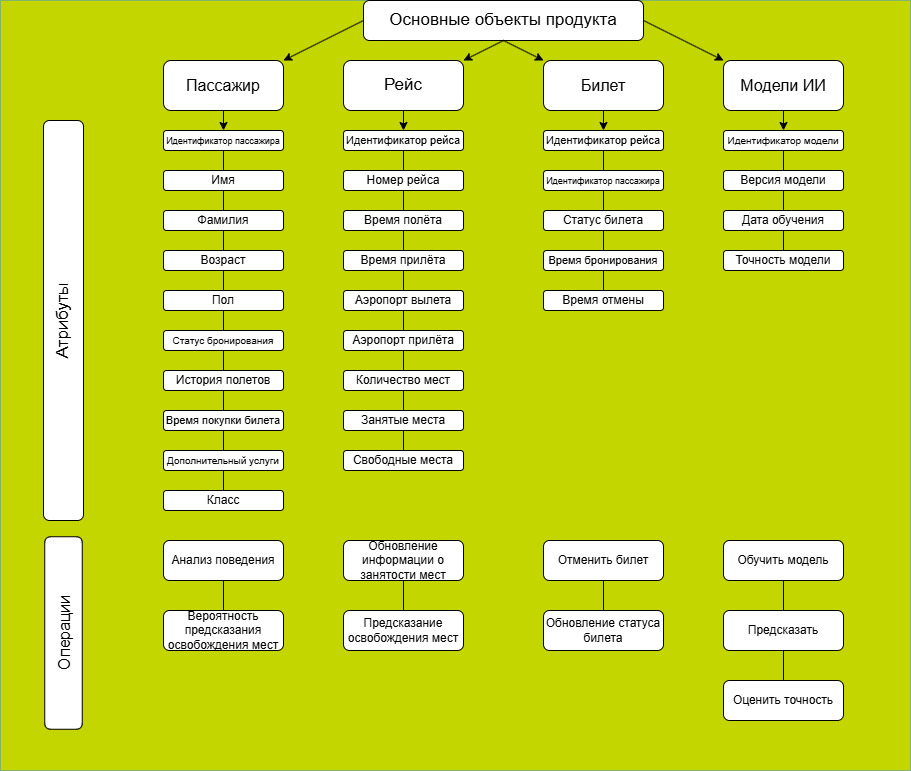 Основные объекты продукта
Пассажир
Рейс
Билет
Модели ИИ
Атрибуты
Идентификатор пассажира
Имя
Фамилия
Возраст
Пол
Статус бронирования
История полетов
Время покупки билета
Дополнительный услуги
Класс
Идентификатор рейса
Номер рейса
Время полёта
Время прилёта
Аэропорт вылета
Аэропорт прилёта
Количество мест
Занятые места
Свободные места
Идентификатор рейса
Идентификатор пассажира
Статус билета
Время бронирования
Время отмены
Идентификатор модели
Версия модели
Дата обучения
Точность модели
Операции
Анализ поведения
Вероятность
предсказания
освобождения мест
Обновление
информации о
занятости мест
Предсказание
освобождения мест
Отменить билет
Обновление статуса
билета
Обучить модель
Предсказать
Оценить точность